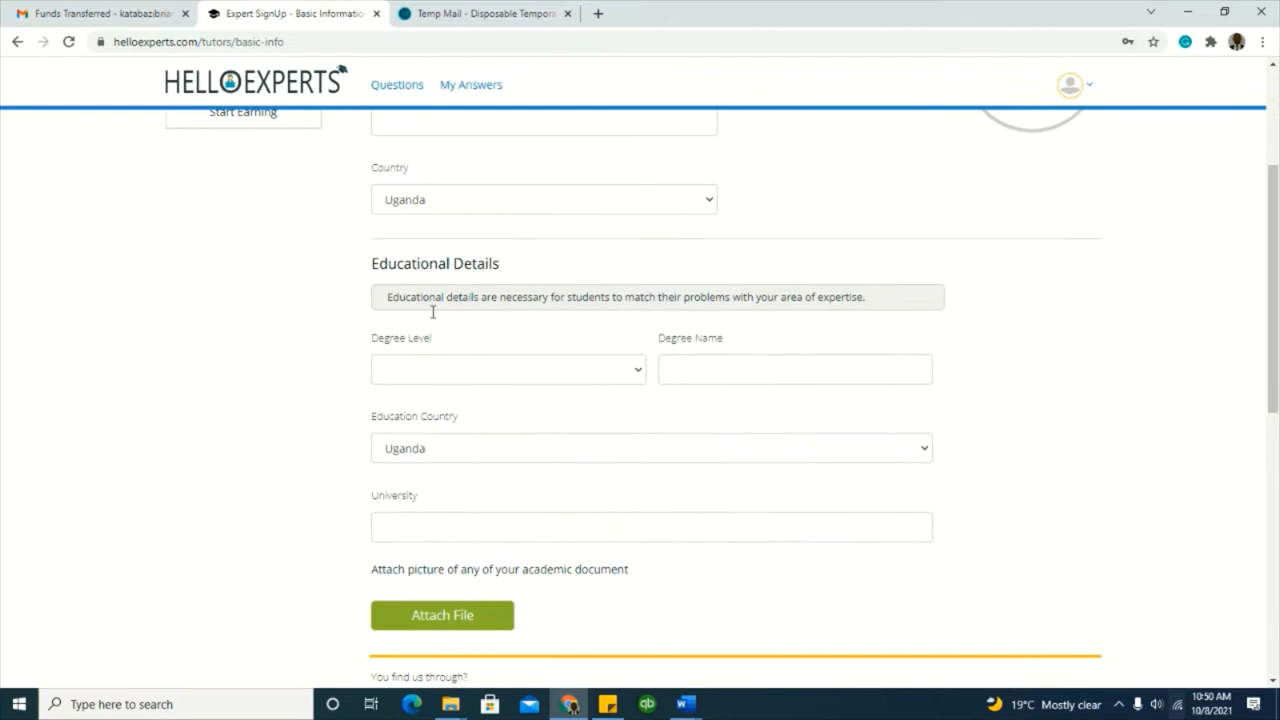 Funds Transferred - katabazibrian
Expert SignUp - Basic Information
Temp Mail - Disposable Tempora
helloexperts.com/tutors/basic-info
HELLOEXPERTS
Questions
My Answers
Start Earning
Country
Uganda
Educational Details
Educational details are necessary for students to match their problems with your area of expertise.
Degree Level
Degree Name
Education Country
Uganda
University
Attach picture of any of your academic document
Attach File
You find us through?
Type here to search
qb
19°C Mostly clear
10:50 AM
10/8/2021